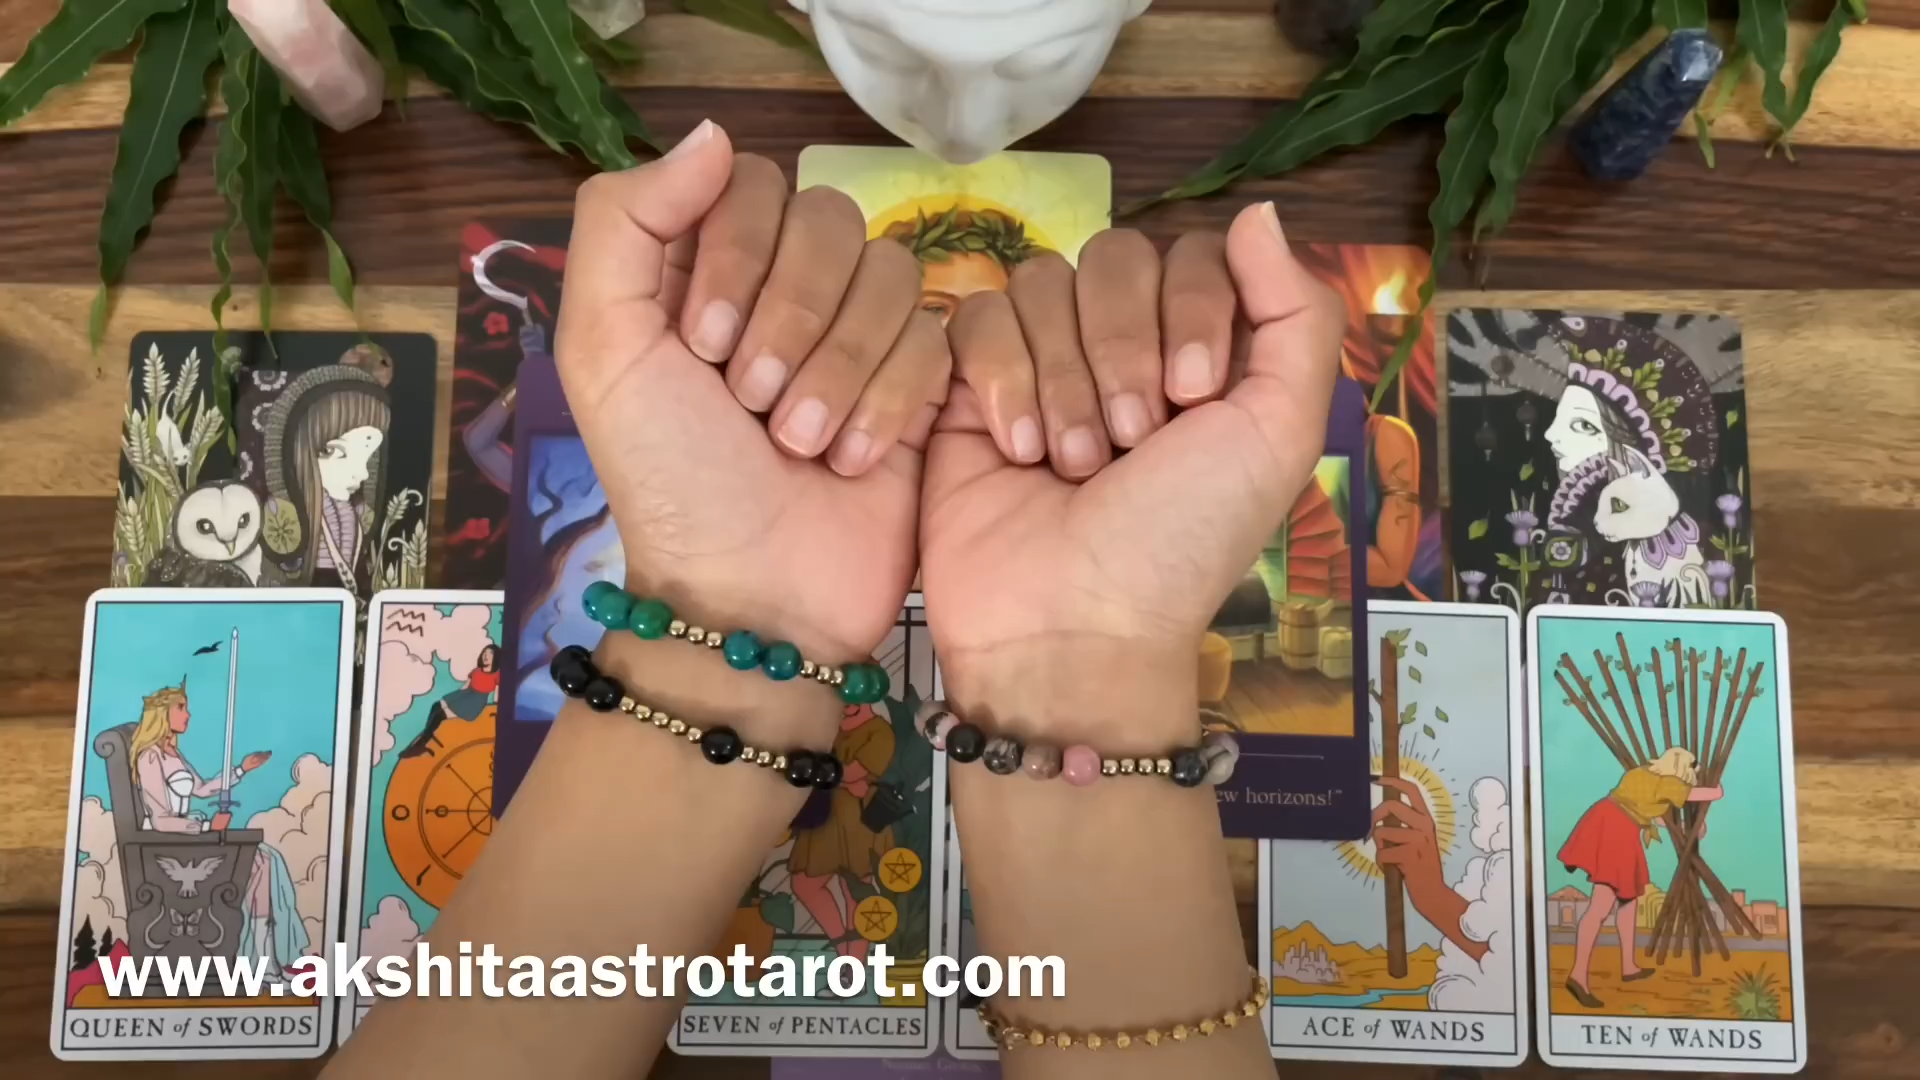 ew horizons!"
www.akshitaastrotarot.com
QUEEN of SWORDS
SEVEN of PENTACLES
ACE of WANDS
TEN of WANDS